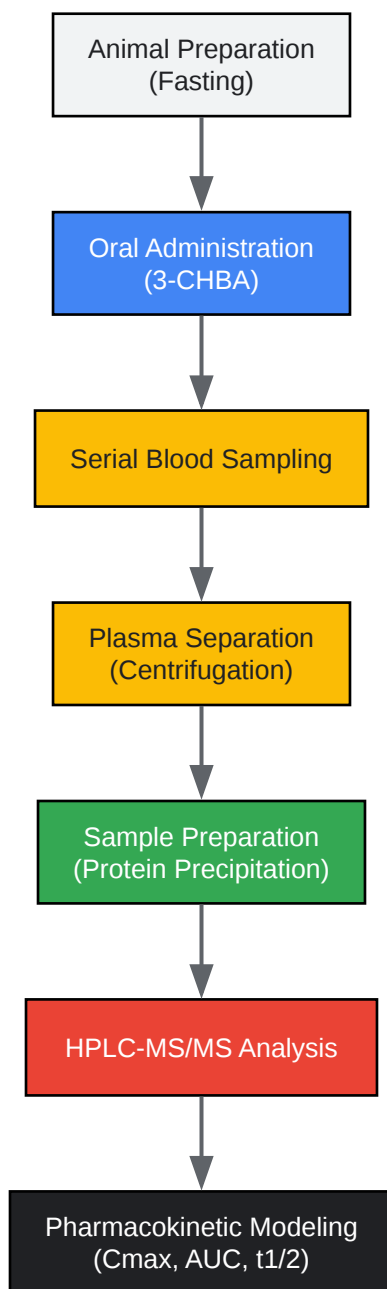 Animal Preparation
(Fasting)
Oral Administration
(3-CHBA)
Serial Blood Sampling
Plasma Separation
(Centrifugation)
Sample Preparation
(Protein Precipitation)
HPLC-MS/MS Analysis
Pharmacokinetic Modeling
(Cmax, AUC, t1/2)